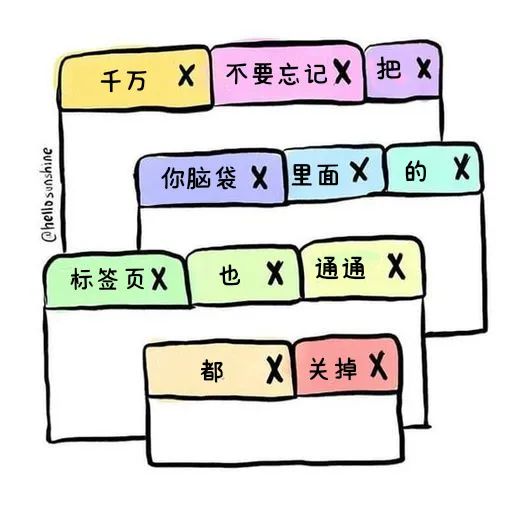 千万 X 不要忘记 X 把 X
你脑袋 X 里面 X 的 X
标签页 X 也 X 通通 X
都 X 关掉 X
@hellosunshine